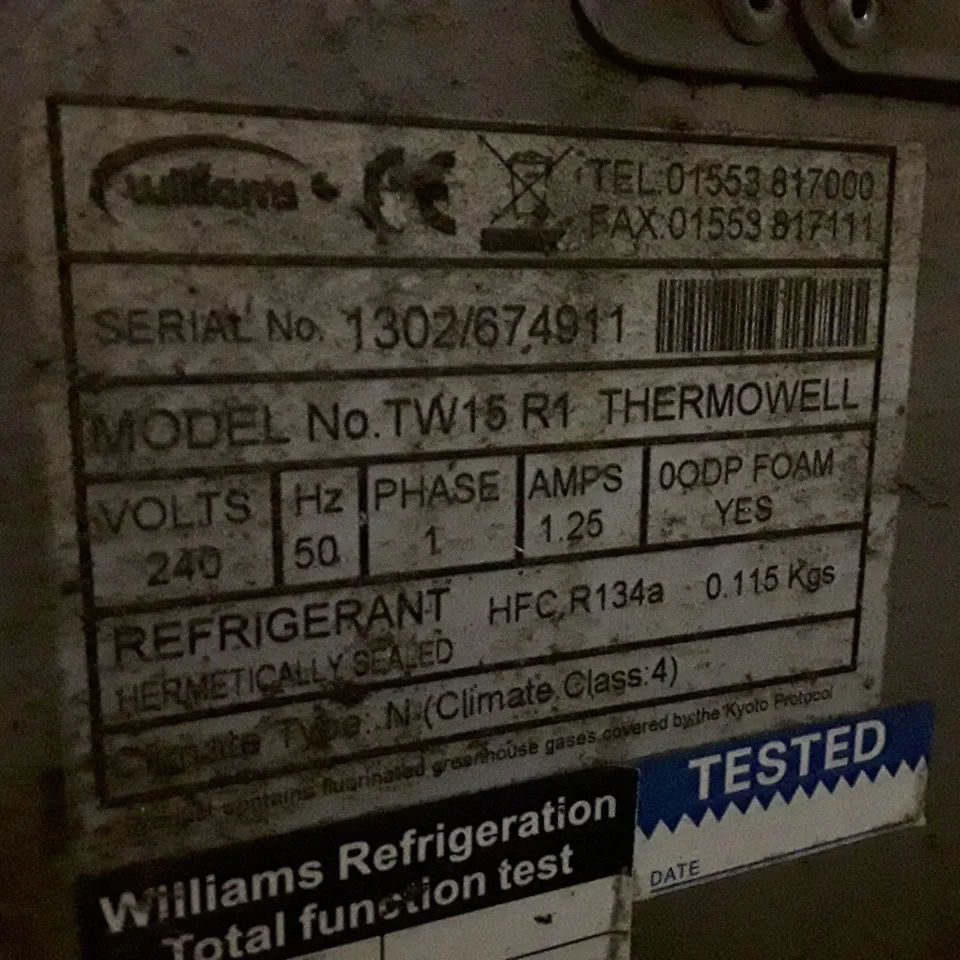 Williams
CE
TEL:01553 817000
FAX:01553 817111
SERIAL No. 1302/674911
MODEL No.TW15 R1 THERMOWELL
VOLTS
240
Hz
50
PHASE
1
AMPS
1.25
0ODP FOAM
YES
REFRIGERANT HFC.R134a 0.115 Kgs
HERMETICALLY SEALED
Climate Type: N (Climate Class:4)
contains fluorinated greenhouse gases covered by the Kyoto Protocol
TESTED
DATE
Williams Refrigeration
Total function test